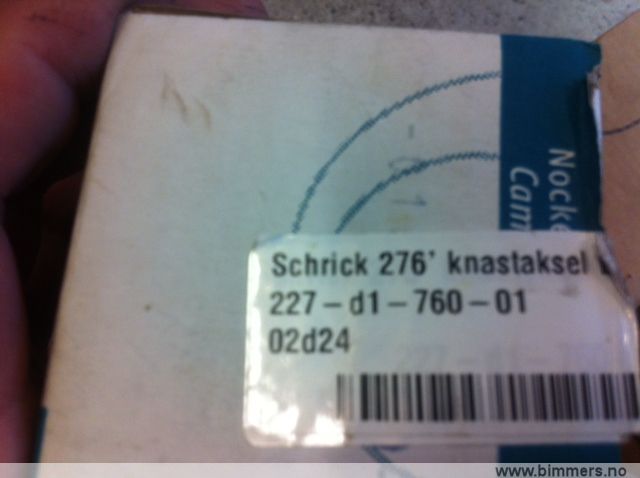 Nocke
Cam
Schrick 276' knastaksel
227-d1-760-01
02d24
www.bimmers.no